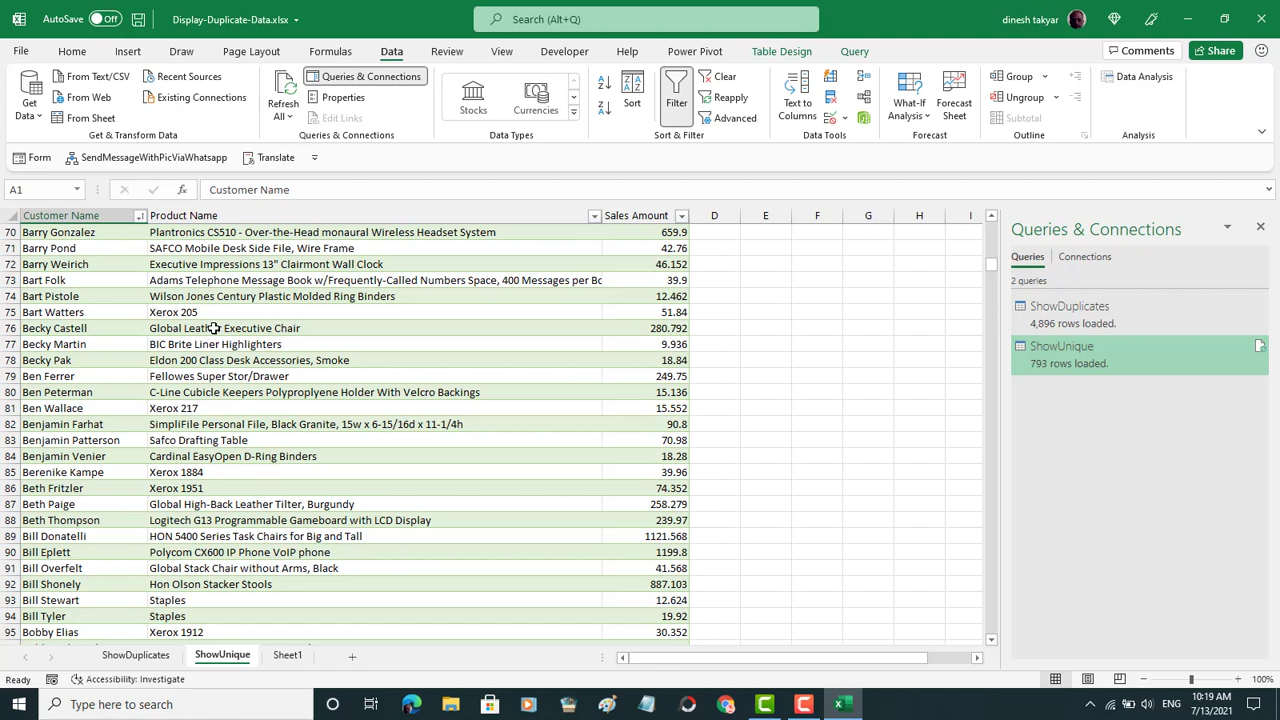 AutoSave Off Display-Duplicate-Data.xlsx Search (Alt+Q) dinesh takyar
File Home Insert Draw Page Layout Formulas Data Review View Developer Help Power Pivot Table Design Query Comments Share
Get Data From Text/CSV Recent Sources
From Web Existing Connections
From Sheet
Get & Transform Data
Refresh All Queries & Connections
Properties
Edit Links
Queries & Connections
Stocks Currencies
Data Types
Sort Filter Clear
Reapply
Advanced
Sort & Filter
Text to Columns
Data Tools
What-If Analysis Forecast Sheet
Forecast
Group
Ungroup
Subtotal
Outline
Data Analysis
Analysis
Form SendMessageWithPicViaWhatsapp Translate
A1 fx Customer Name
Customer Name Product Name Sales Amount D E F G H I
70 Barry Gonzalez Plantronics CS510 - Over-the-Head monaural Wireless Headset System 659.9
71 Barry Pond SAFCO Mobile Desk Side File, Wire Frame 42.76
72 Barry Weirich Executive Impressions 13" Clairmont Wall Clock 46.152
73 Bart Folk Adams Telephone Message Book w/Frequently-Called Numbers Space, 400 Messages per Bo 39.9
74 Bart Pistole Wilson Jones Century Plastic Molded Ring Binders 12.462
75 Bart Watters Xerox 205 51.84
76 Becky Castell Global Leather Executive Chair 280.792
77 Becky Martin BIC Brite Liner Highlighters 9.936
78 Becky Pak Eldon 200 Class Desk Accessories, Smoke 18.84
79 Ben Ferrer Fellowes Super Stor/Drawer 249.75
80 Ben Peterman C-Line Cubicle Keepers Polyproplyene Holder With Velcro Backings 15.136
81 Ben Wallace Xerox 217 15.552
82 Benjamin Farhat SimpliFile Personal File, Black Granite, 15w x 6-15/16d x 11-1/4h 90.8
83 Benjamin Patterson Safco Drafting Table 70.98
84 Benjamin Venier Cardinal EasyOpen D-Ring Binders 18.28
85 Berenike Kampe Xerox 1884 39.96
86 Beth Fritzler Xerox 1951 74.352
87 Beth Paige Global High-Back Leather Tilter, Burgundy 258.279
88 Beth Thompson Logitech G13 Programmable Gameboard with LCD Display 239.97
89 Bill Donatelli HON 5400 Series Task Chairs for Big and Tall 1121.568
90 Bill Eplett Polycom CX600 IP Phone VoIP phone 1199.8
91 Bill Overfelt Global Stack Chair without Arms, Black 41.568
92 Bill Shonely Hon Olson Stacker Stools 887.103
93 Bill Stewart Staples 12.624
94 Bill Tyler Staples 19.92
95 Bobby Elias Xerox 1912 30.352
Queries & Connections
Queries Connections
2 queries
ShowDuplicates
4,896 rows loaded.
ShowUnique
793 rows loaded.
ShowDuplicates ShowUnique Sheet1
Ready Accessibility: Investigate 100%
Type here to search ENG 10:19 AM
7/13/2021